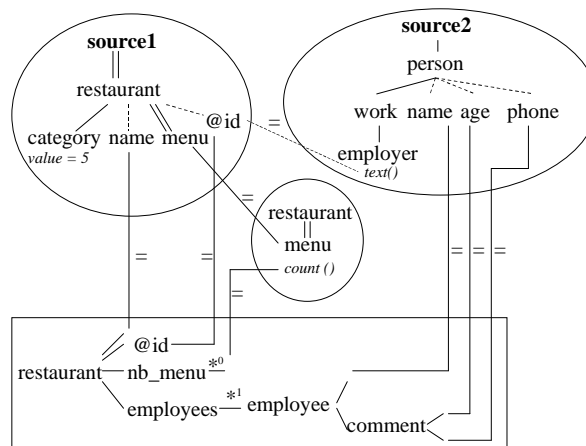 source1
source2
restaurant
person
@id
=
work name age phone
category name menu
value = 5
employer
text()
=
restaurant
menu
count ()
= = = = =
=
@id
restaurant nb_menu *0
employees *1 employee
comment